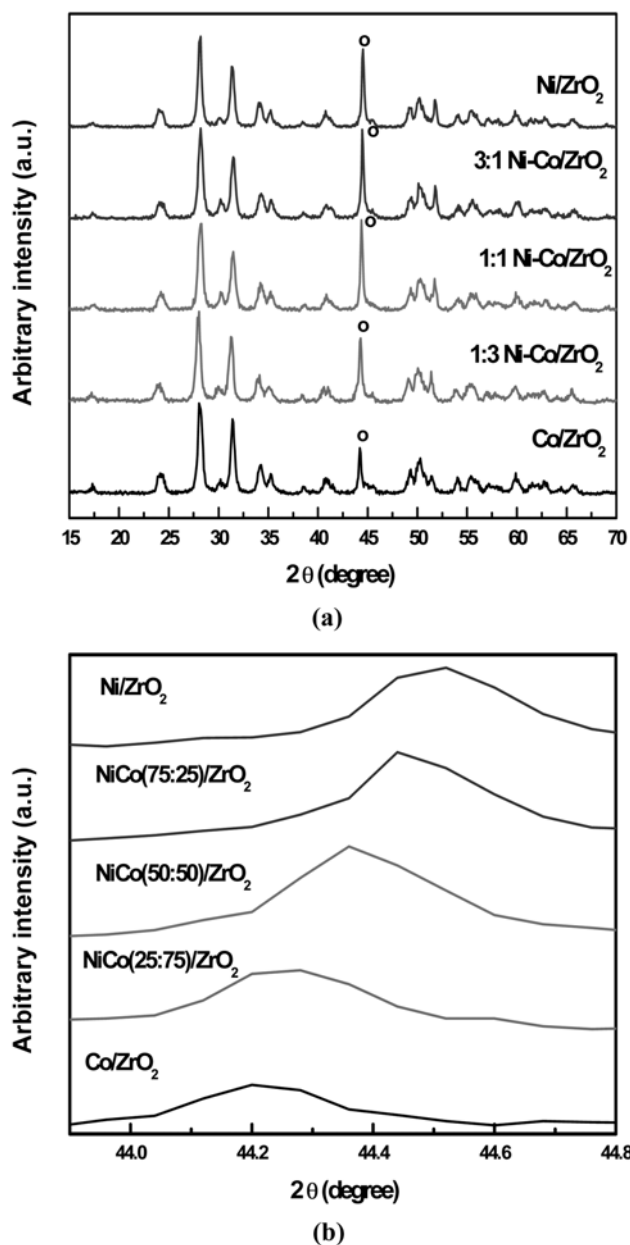 o
Ni/ZrO₂
o
3:1 Ni-Co/ZrO₂
o
1:1 Ni-Co/ZrO₂
o
1:3 Ni-Co/ZrO₂
o
Co/ZrO₂
Arbitrary intensity (a.u.)
15 20 25 30 35 40 45 50 55 60 65 70
2 θ (degree)
(a)
Ni/ZrO₂
NiCo(75:25)/ZrO₂
NiCo(50:50)/ZrO₂
NiCo(25:75)/ZrO₂
Co/ZrO₂
Arbitrary intensity (a.u.)
44.0 44.2 44.4 44.6 44.8
2 θ (degree)
(b)